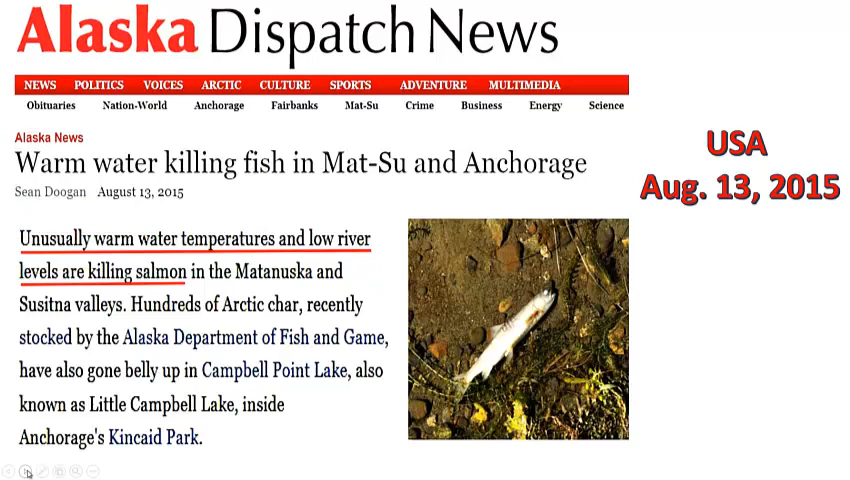 Alaska Dispatch News
NEWS POLITICS VOICES ARCTIC CULTURE SPORTS ADVENTURE MULTIMEDIA
Obituaries Nation-World Anchorage Fairbanks Mat-Su Crime Business Energy Science
Alaska News
Warm water killing fish in Mat-Su and Anchorage
Sean Doogan August 13, 2015
USA
Aug. 13, 2015
Unusually warm water temperatures and low river
levels are killing salmon in the Matanuska and
Susitna valleys. Hundreds of Arctic char, recently
stocked by the Alaska Department of Fish and Game,
have also gone belly up in Campbell Point Lake, also
known as Little Campbell Lake, inside
Anchorage's Kincaid Park.